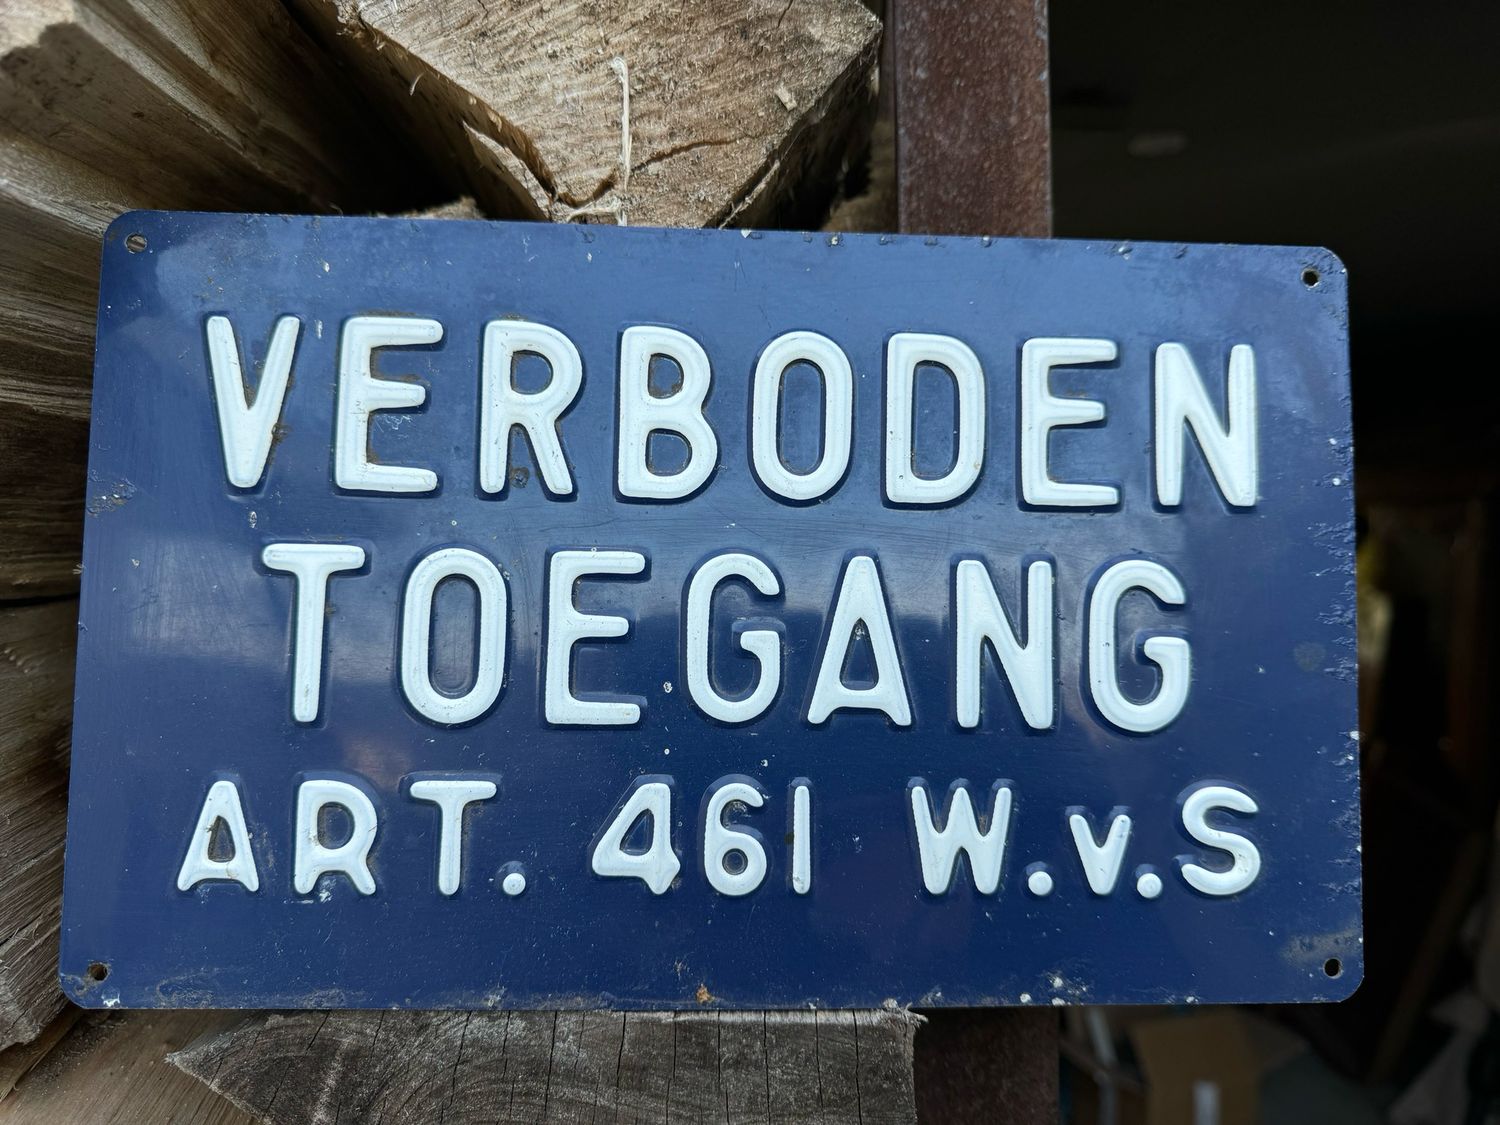 VERBODEN
TOEGANG
ART. 461 W.v.S